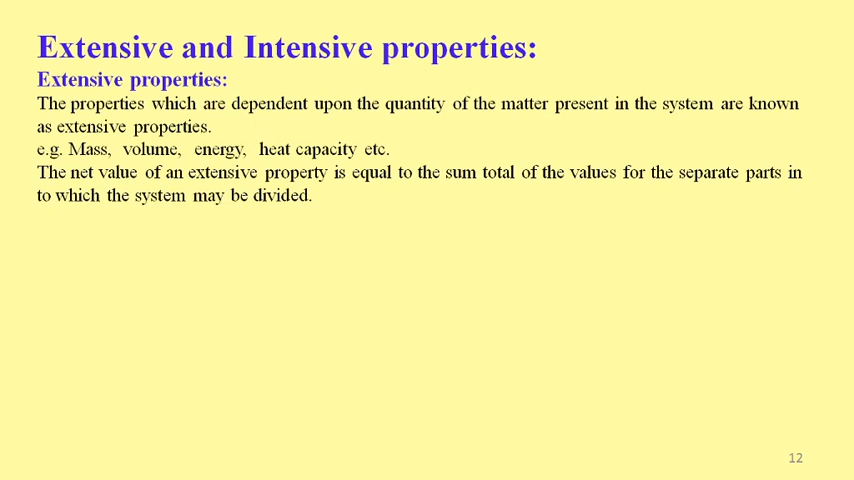 Extensive and Intensive properties:
Extensive properties:
The properties which are dependent upon the quantity of the matter present in the system are known
as extensive properties.
e.g. Mass, volume, energy, heat capacity etc.
The net value of an extensive property is equal to the sum total of the values for the separate parts in
to which the system may be divided.
12